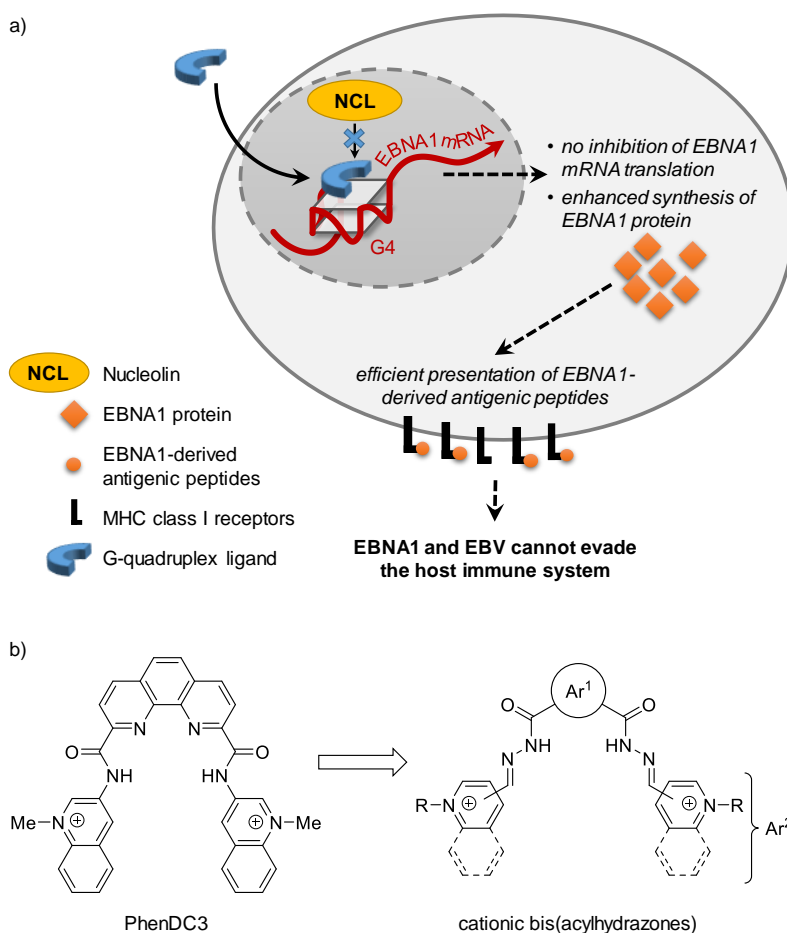 a)
NCL
EBNA1 mRNA
G4
• no inhibition of EBNA1
mRNA translation
• enhanced synthesis of
EBNA1 protein
efficient presentation of EBNA1-
derived antigenic peptides
NCL Nucleolin
EBNA1 protein
EBNA1-derived
antigenic peptides
MHC class I receptors
G-quadruplex ligand
EBNA1 and EBV cannot evade
the host immune system
b)
Ar1
O O
N N
O O
NH NH
NH HN
N N
Me N+ N+ Me
R N+ N+ R
Ar2
PhenDC3
cationic bis(acylhydrazones)